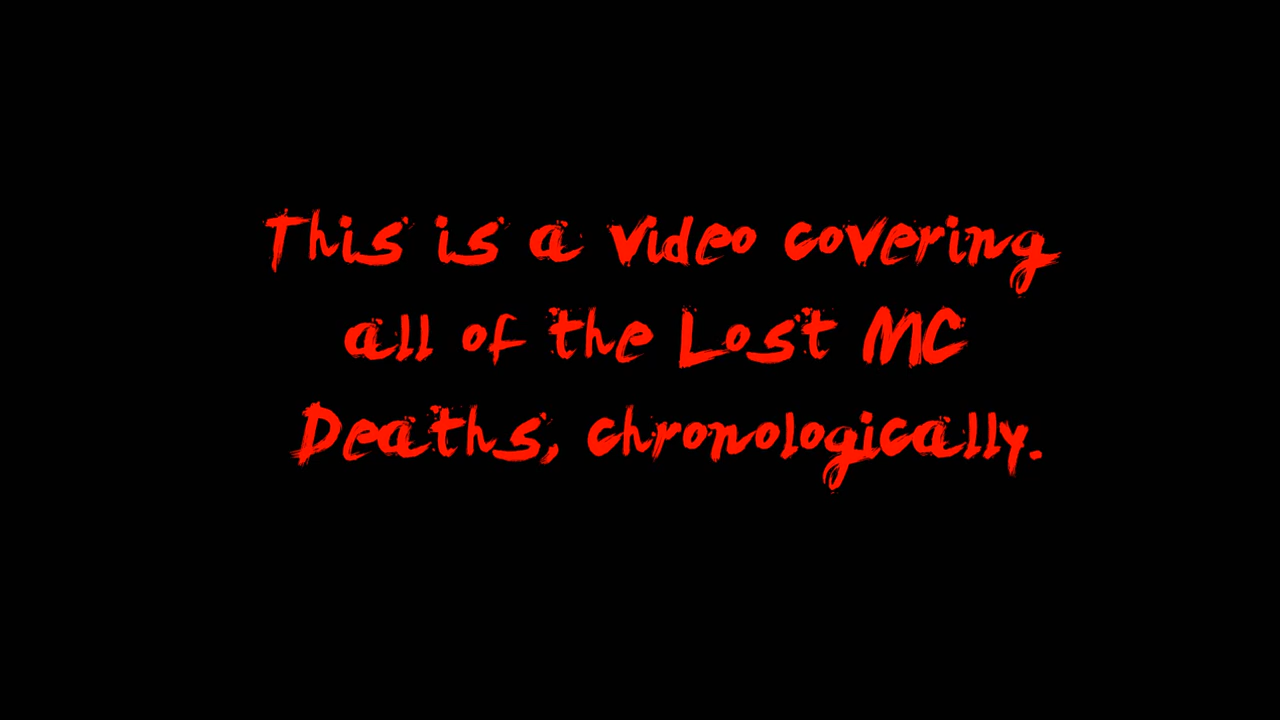 This is a video covering
all of the Lost MC
Deaths, chronologically.